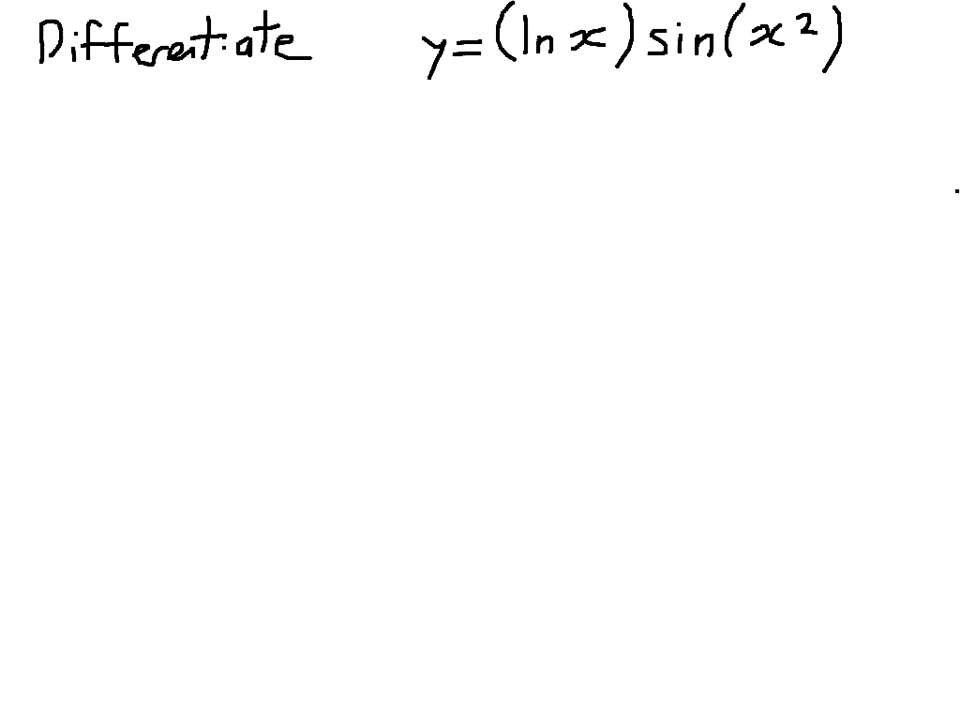 Differentiate y=(ln x) sin(x²)